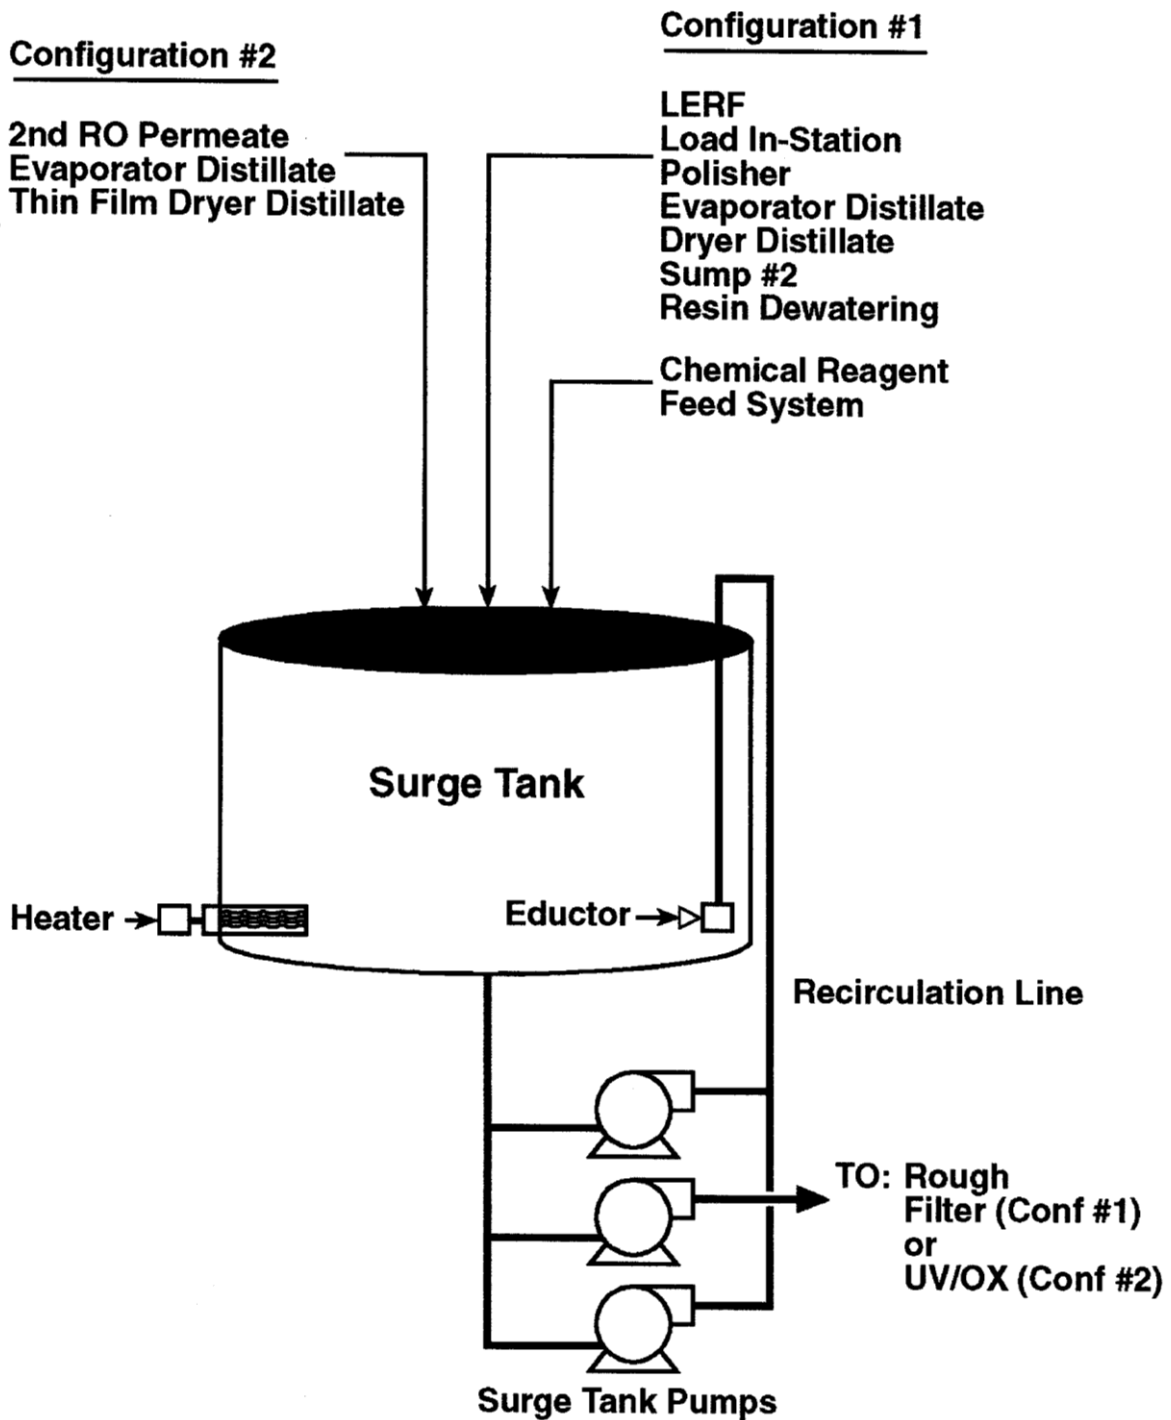 Configuration #2
2nd RO Permeate
Evaporator Distillate
Thin Film Dryer Distillate
Configuration #1
LERF
Load In-Station
Polisher
Evaporator Distillate
Dryer Distillate
Sump #2
Resin Dewatering
Chemical Reagent
Feed System
Surge Tank
Heater
Eductor
Recirculation Line
TO: Rough
Filter (Conf #1)
or
UV/OX (Conf #2)
Surge Tank Pumps